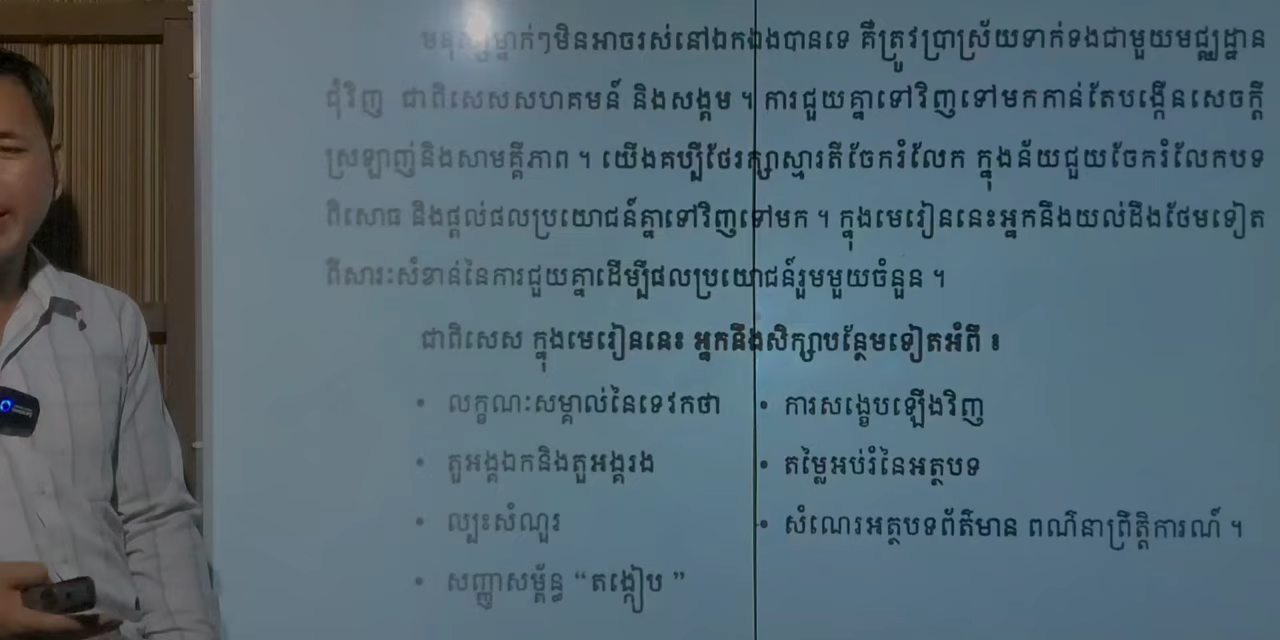 មនុស្សម្នាក់ៗមិនអាចរស់នៅឯកឯងបានទេ គឺត្រូវប្រាស្រ័យទាក់ទងជាមួយមជ្ឈដ្ឋាន
ជុំវិញ ជាពិសេសសហគមន៍ និងសង្គម ។ ការជួយគ្នាទៅវិញទៅមកកាន់តែបង្កើនសេចក្តី
ស្រឡាញ់និងសាមគ្គីភាព ។ យើងគប្បីថែរក្សាស្មារតីចែករំលែក ក្នុងន័យជួយចែករំលែកបទ
ពិសោធ និងផ្តល់ផលប្រយោជន៍គ្នាទៅវិញទៅមក ។ ក្នុងមេរៀននេះអ្នកនឹងយល់ដឹងថែមទៀត
ពីសារៈសំខាន់នៃការជួយគ្នាដើម្បីផលប្រយោជន៍រួមមួយចំនួន ។
ជាពិសេស ក្នុងមេរៀននេះ អ្នកនឹងសិក្សាបន្ថែមទៀតអំពី ៖
• លក្ខណៈសម្គាល់នៃទេវកថា
• តួអង្គឯកនិងតួអង្គរង
• ល្បះសំណួរ
• សញ្ញាសម្ព័ន្ធ “តង្កៀប ”
• ការសង្ខេបឡើងវិញ
• តម្លៃអប់រំនៃអត្ថបទ
• សំណេរអត្ថបទព័ត៌មាន ពណ៌នាព្រឹត្តិការណ៍ ។